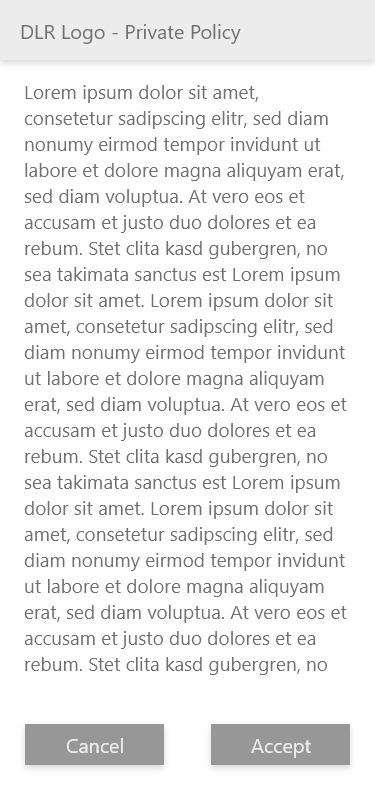 DLR Logo - Private Policy
Lorem ipsum dolor sit amet,
consetetur sadipscing elitr, sed diam
nonumy eirmod tempor invidunt ut
labore et dolore magna aliquyam erat,
sed diam voluptua. At vero eos et
accusam et justo duo dolores et ea
rebum. Stet clita kasd gubergren, no
sea takimata sanctus est Lorem ipsum
dolor sit amet. Lorem ipsum dolor sit
amet, consetetur sadipscing elitr, sed
diam nonumy eirmod tempor invidunt
ut labore et dolore magna aliquyam
erat, sed diam voluptua. At vero eos et
accusam et justo duo dolores et ea
rebum. Stet clita kasd gubergren, no
sea takimata sanctus est Lorem ipsum
dolor sit amet. Lorem ipsum dolor sit
amet, consetetur sadipscing elitr, sed
diam nonumy eirmod tempor invidunt
ut labore et dolore magna aliquyam
erat, sed diam voluptua. At vero eos et
accusam et justo duo dolores et ea
rebum. Stet clita kasd gubergren, no
Cancel Accept